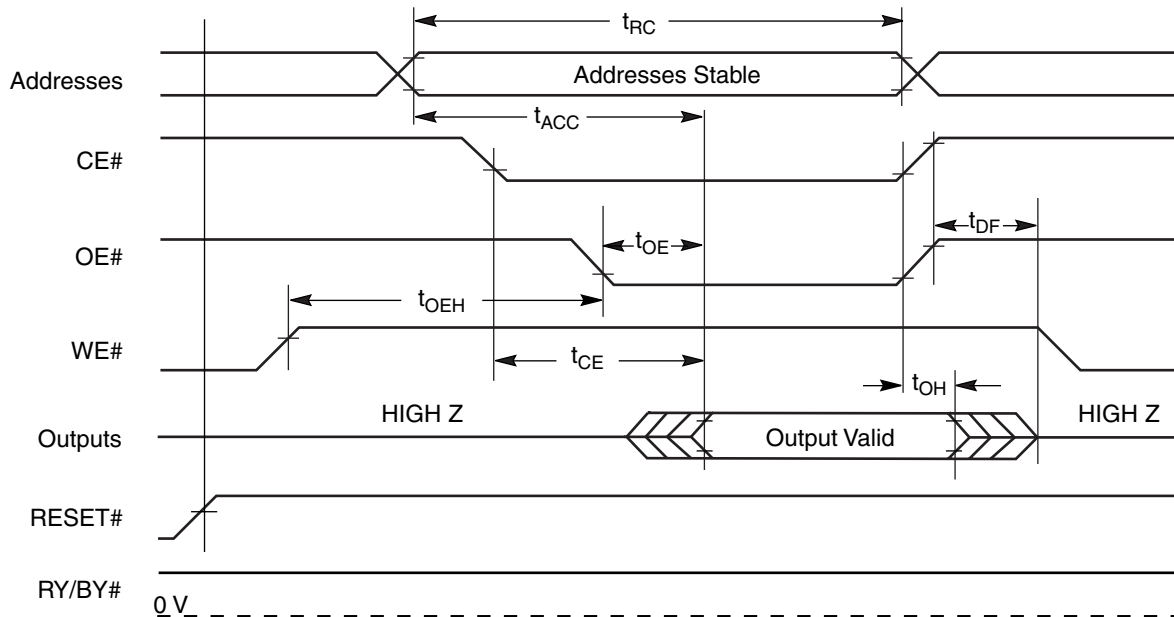 tRC
Addresses
Addresses Stable
tACC
CE#
tDF
OE#
tOE
tOEH
WE#
tCE
tOH
HIGH Z
HIGH Z
Outputs
Output Valid
RESET#
RY/BY#
0 V